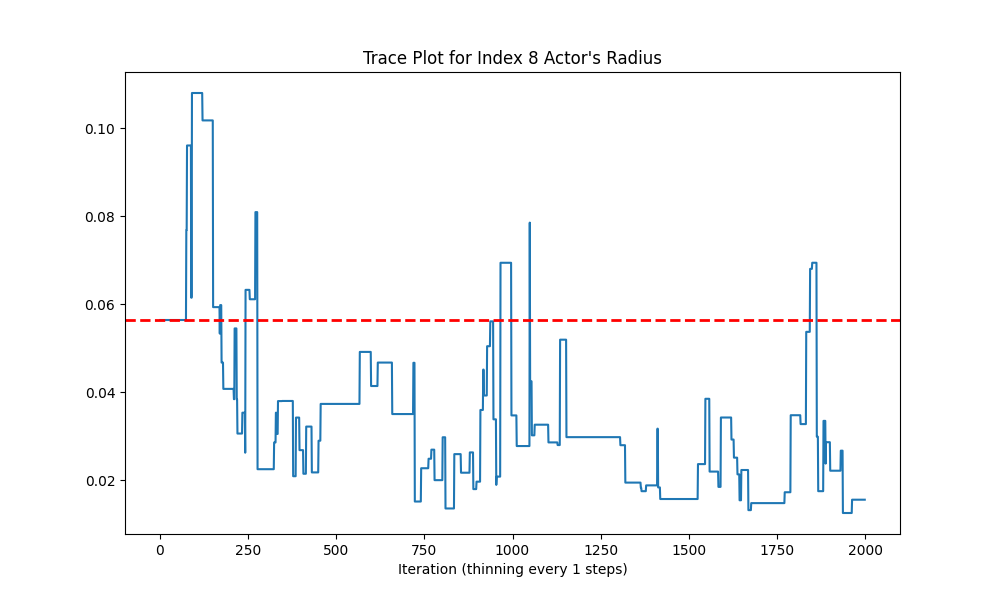 Trace Plot for Index 8 Actor's Radius
0.10
0.08
0.06
0.04
0.02
0 250 500 750 1000 1250 1500 1750 2000
Iteration (thinning every 1 steps)